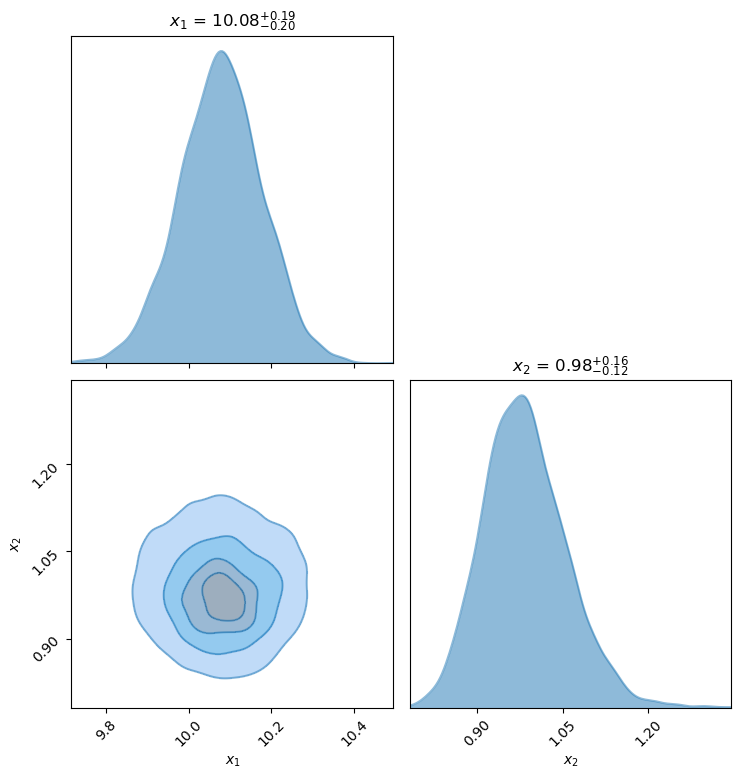 x₁ = 10.08⁺⁰·¹⁹₋₀.₂₀
x₂ = 0.98⁺⁰·¹⁶₋₀.₁₂
x₂
1.20
1.05
0.90
9.8 10.0 10.2 10.4
x₁
0.90 1.05 1.20
x₂